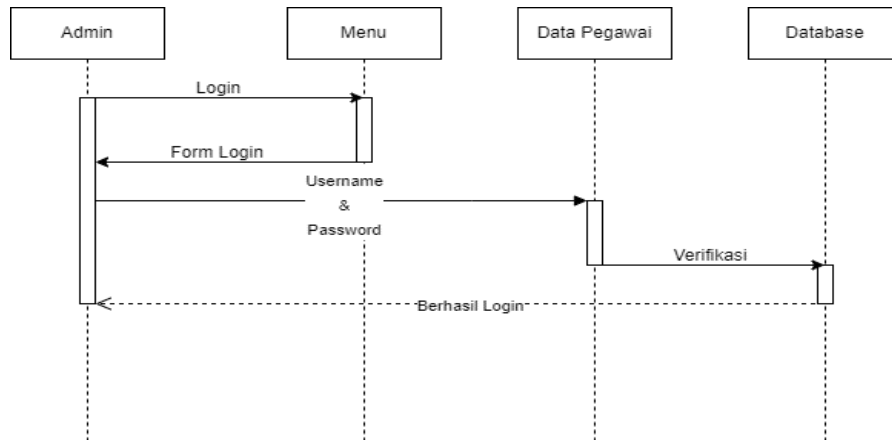 Admin
Menu
Data Pegawai
Database
Login
Form Login
Username
&
Password
Verifikasi
Berhasil Login